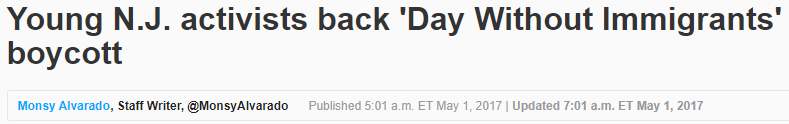 Young N.J. activists back 'Day Without Immigrants'
boycott
Monsy Alvarado, Staff Writer, @MonsyAlvarado Published 5:01 a.m. ET May 1, 2017 | Updated 7:01 a.m. ET May 1, 2017